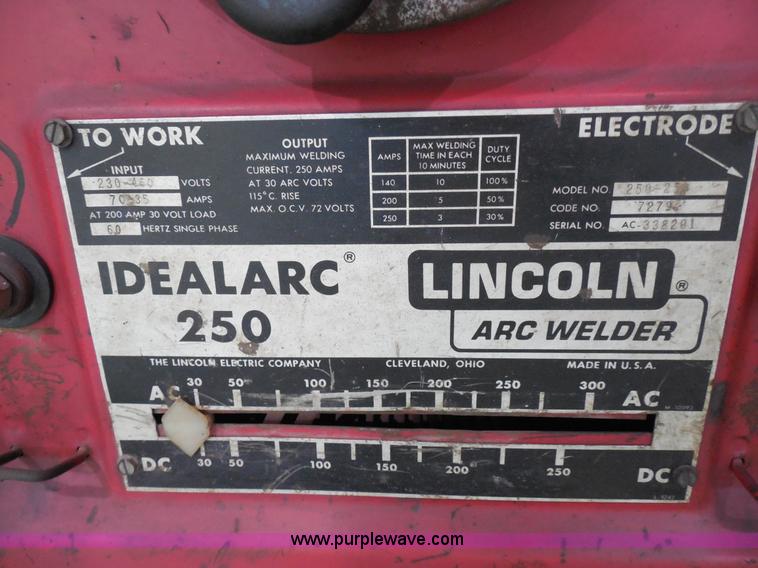 TO WORK
ELECTRODE
INPUT
230-460 VOLTS
70-35 AMPS
AT 200 AMP 30 VOLT LOAD
60 HERTZ SINGLE PHASE
OUTPUT
MAXIMUM WELDING
CURRENT. 250 AMPS
AT 30 ARC VOLTS
115°C. RISE
MAX. O.C.V. 72 VOLTS
AMPS MAX WELDING TIME IN EACH 10 MINUTES DUTY CYCLE
140 10 100%
200 5 50%
250 3 30%
MODEL NO.
CODE NO.
SERIAL NO. AC-338201
IDEALARC®
250
LINCOLN®
ARC WELDER
THE LINCOLN ELECTRIC COMPANY CLEVELAND, OHIO MADE IN U.S.A.
AC 30 50 100 150 200 250 300 AC
DC 30 50 100 150 200 250 DC
www.purplewave.com